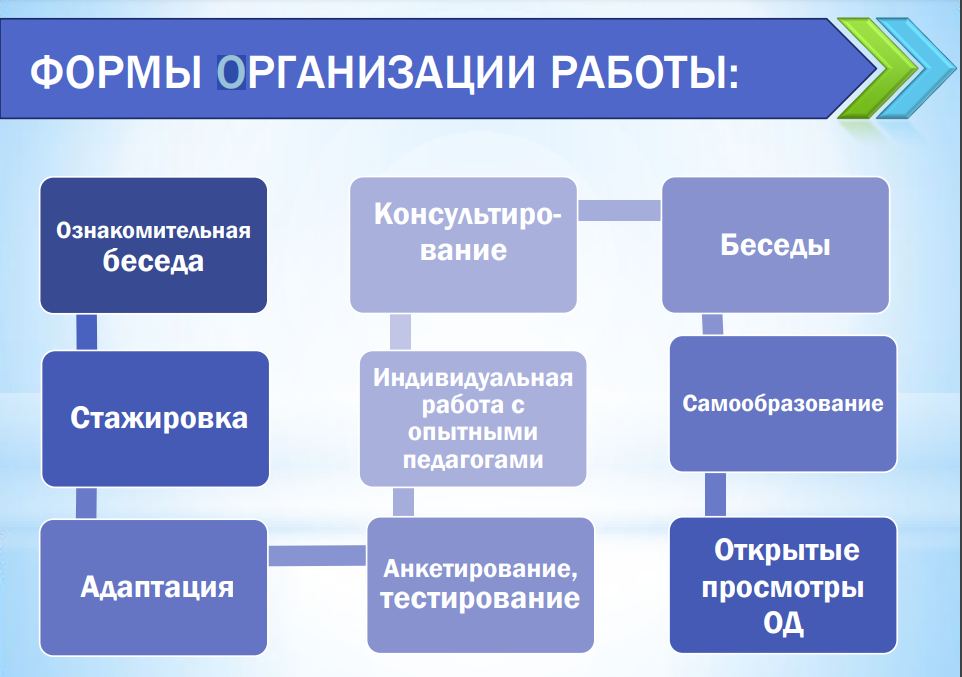 ФОРМЫ ОРГАНИЗАЦИИ РАБОТЫ:
Ознакомительная
беседа
Стажировка
Адаптация
Анкетирование,
тестирование
Индивидуальная
работа с
опытными
педагогами
Консультиро-
вание
Беседы
Самообразование
Открытые
просмотры
ОД